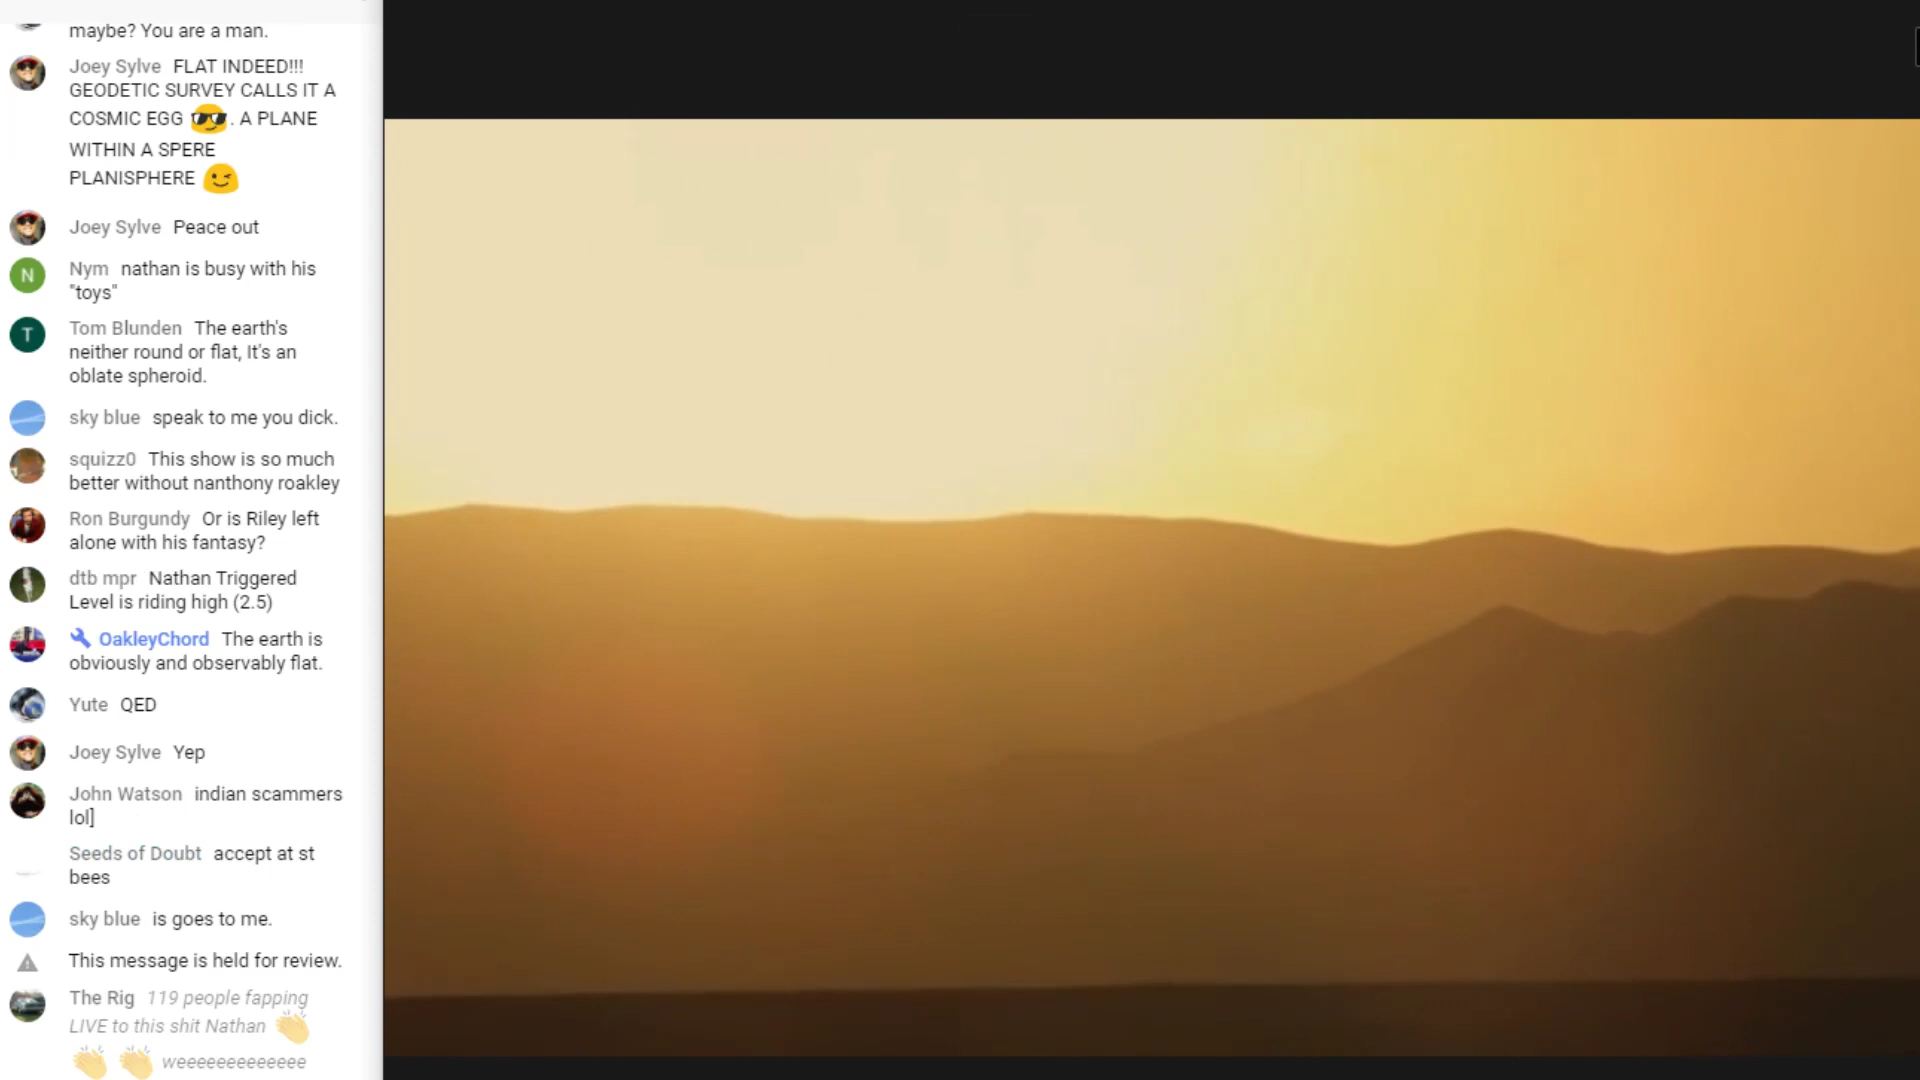 maybe? You are a man.
Joey Sylve FLAT INDEED!!!
GEODETIC SURVEY CALLS IT A
COSMIC EGG 😎. A PLANE
WITHIN A SPERE
PLANISPHERE 😉
Joey Sylve Peace out
N
Nym nathan is busy with his
"toys"
T
Tom Blunden The earth's
neither round or flat, It's an
oblate spheroid.
sky blue speak to me you dick.
squizz0 This show is so much
better without nanthony roakley
Ron Burgundy Or is Riley left
alone with his fantasy?
dtb mpr Nathan Triggered
Level is riding high (2.5)
OakleyChord The earth is
obviously and observably flat.
Yute QED
Joey Sylve Yep
John Watson indian scammers
lol]
Seeds of Doubt accept at st
bees
sky blue is goes to me.
This message is held for review.
The Rig 119 people fapping
LIVE to this shit Nathan 👏
👏 👏 weeeeeeeeeeeee